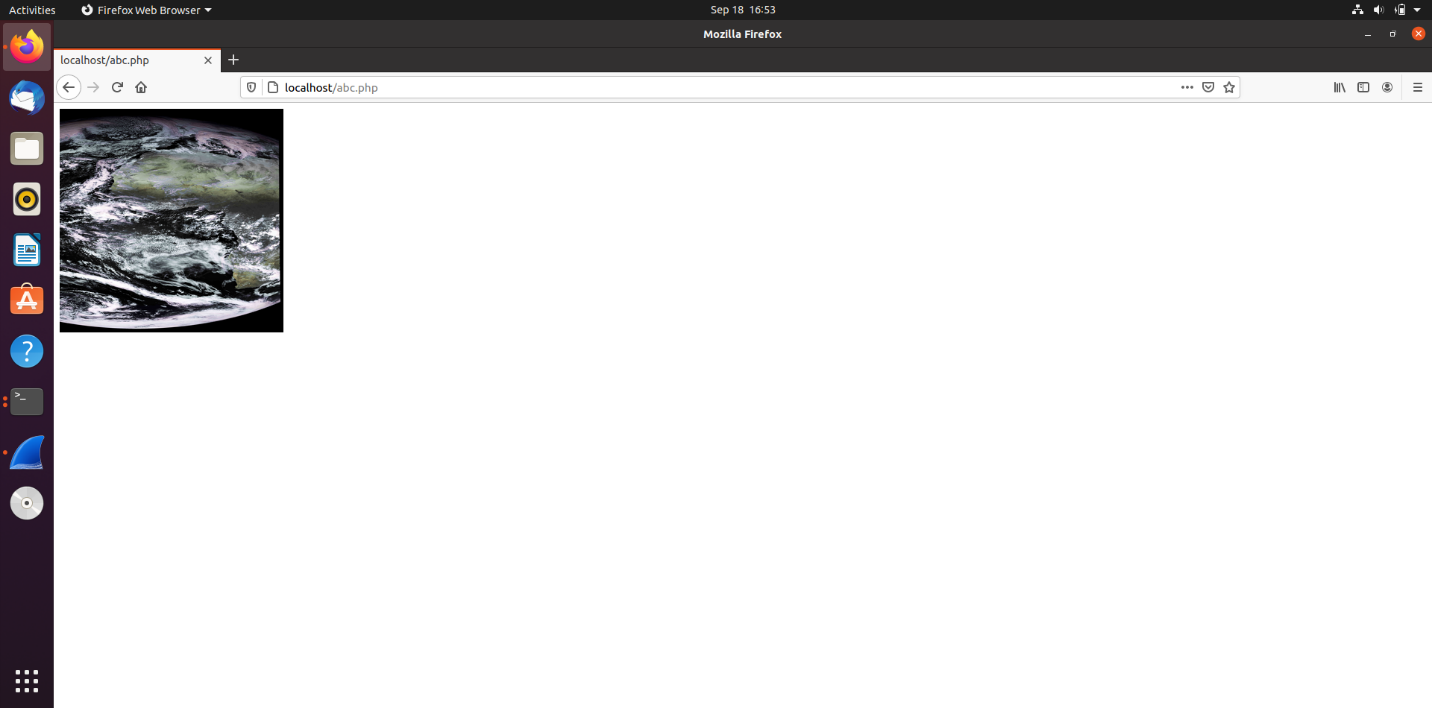 Activities Firefox Web Browser Sep 18 16:53
Mozilla Firefox
localhost/abc.php
localhost/abc.php